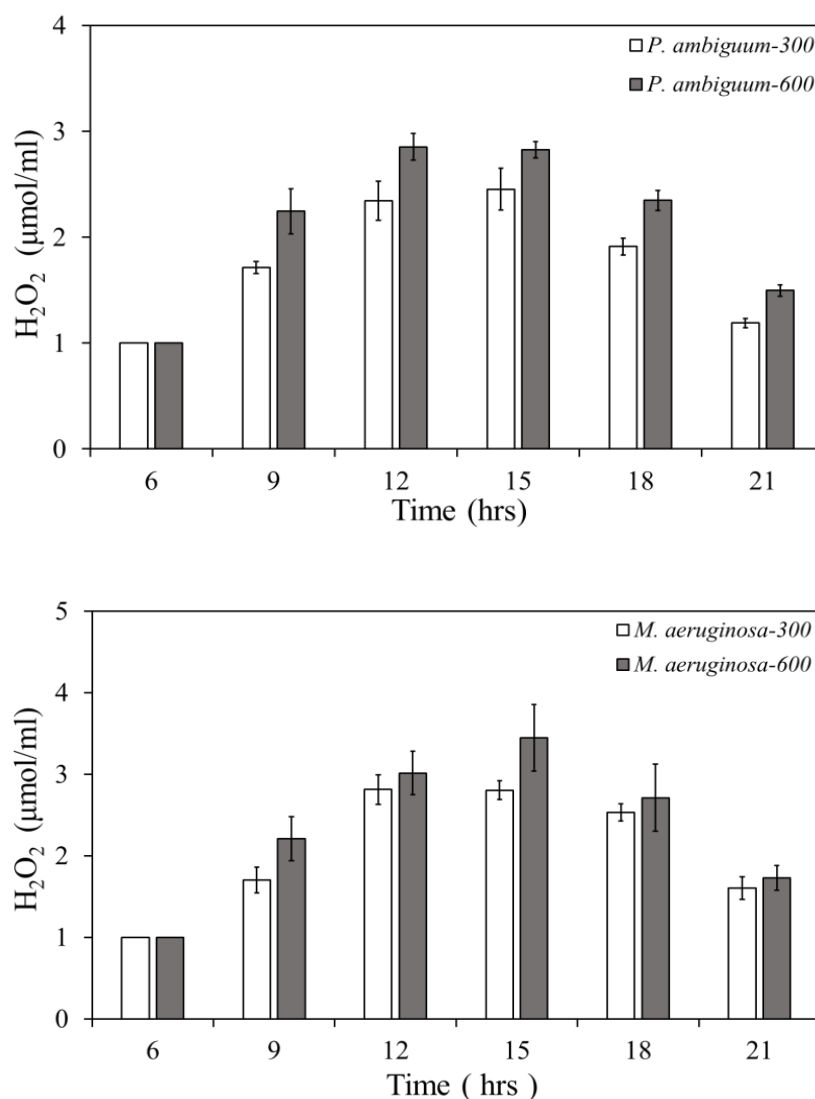 4
3
2
1
0
H₂O₂ (μmol/ml)
P. ambiguum-300
P. ambiguum-600
6 9 12 15 18 21
Time (hrs)
5
4
3
2
1
0
H₂O₂ (μmol/ml)
M. aeruginosa-300
M. aeruginosa-600
6 9 12 15 18 21
Time ( hrs )